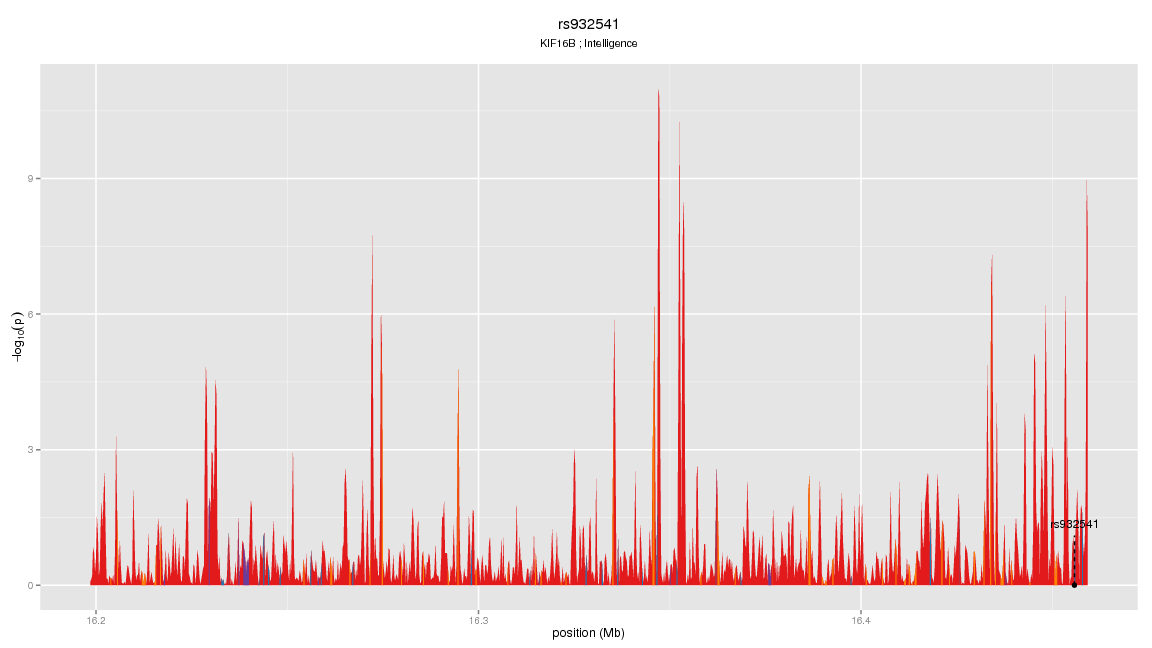 rs932541
KIF16B ; Intelligence
−log10(p)
9
6
3
0
rs932541
16.2
16.3
16.4
position (Mb)